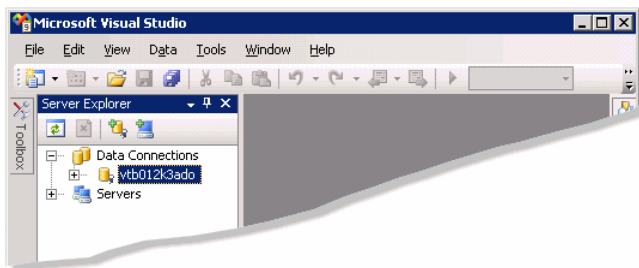 Microsoft Visual Studio
File Edit View Data Tools Window Help
Server Explorer
Toolbox
Data Connections
vtb012k3ado
Servers